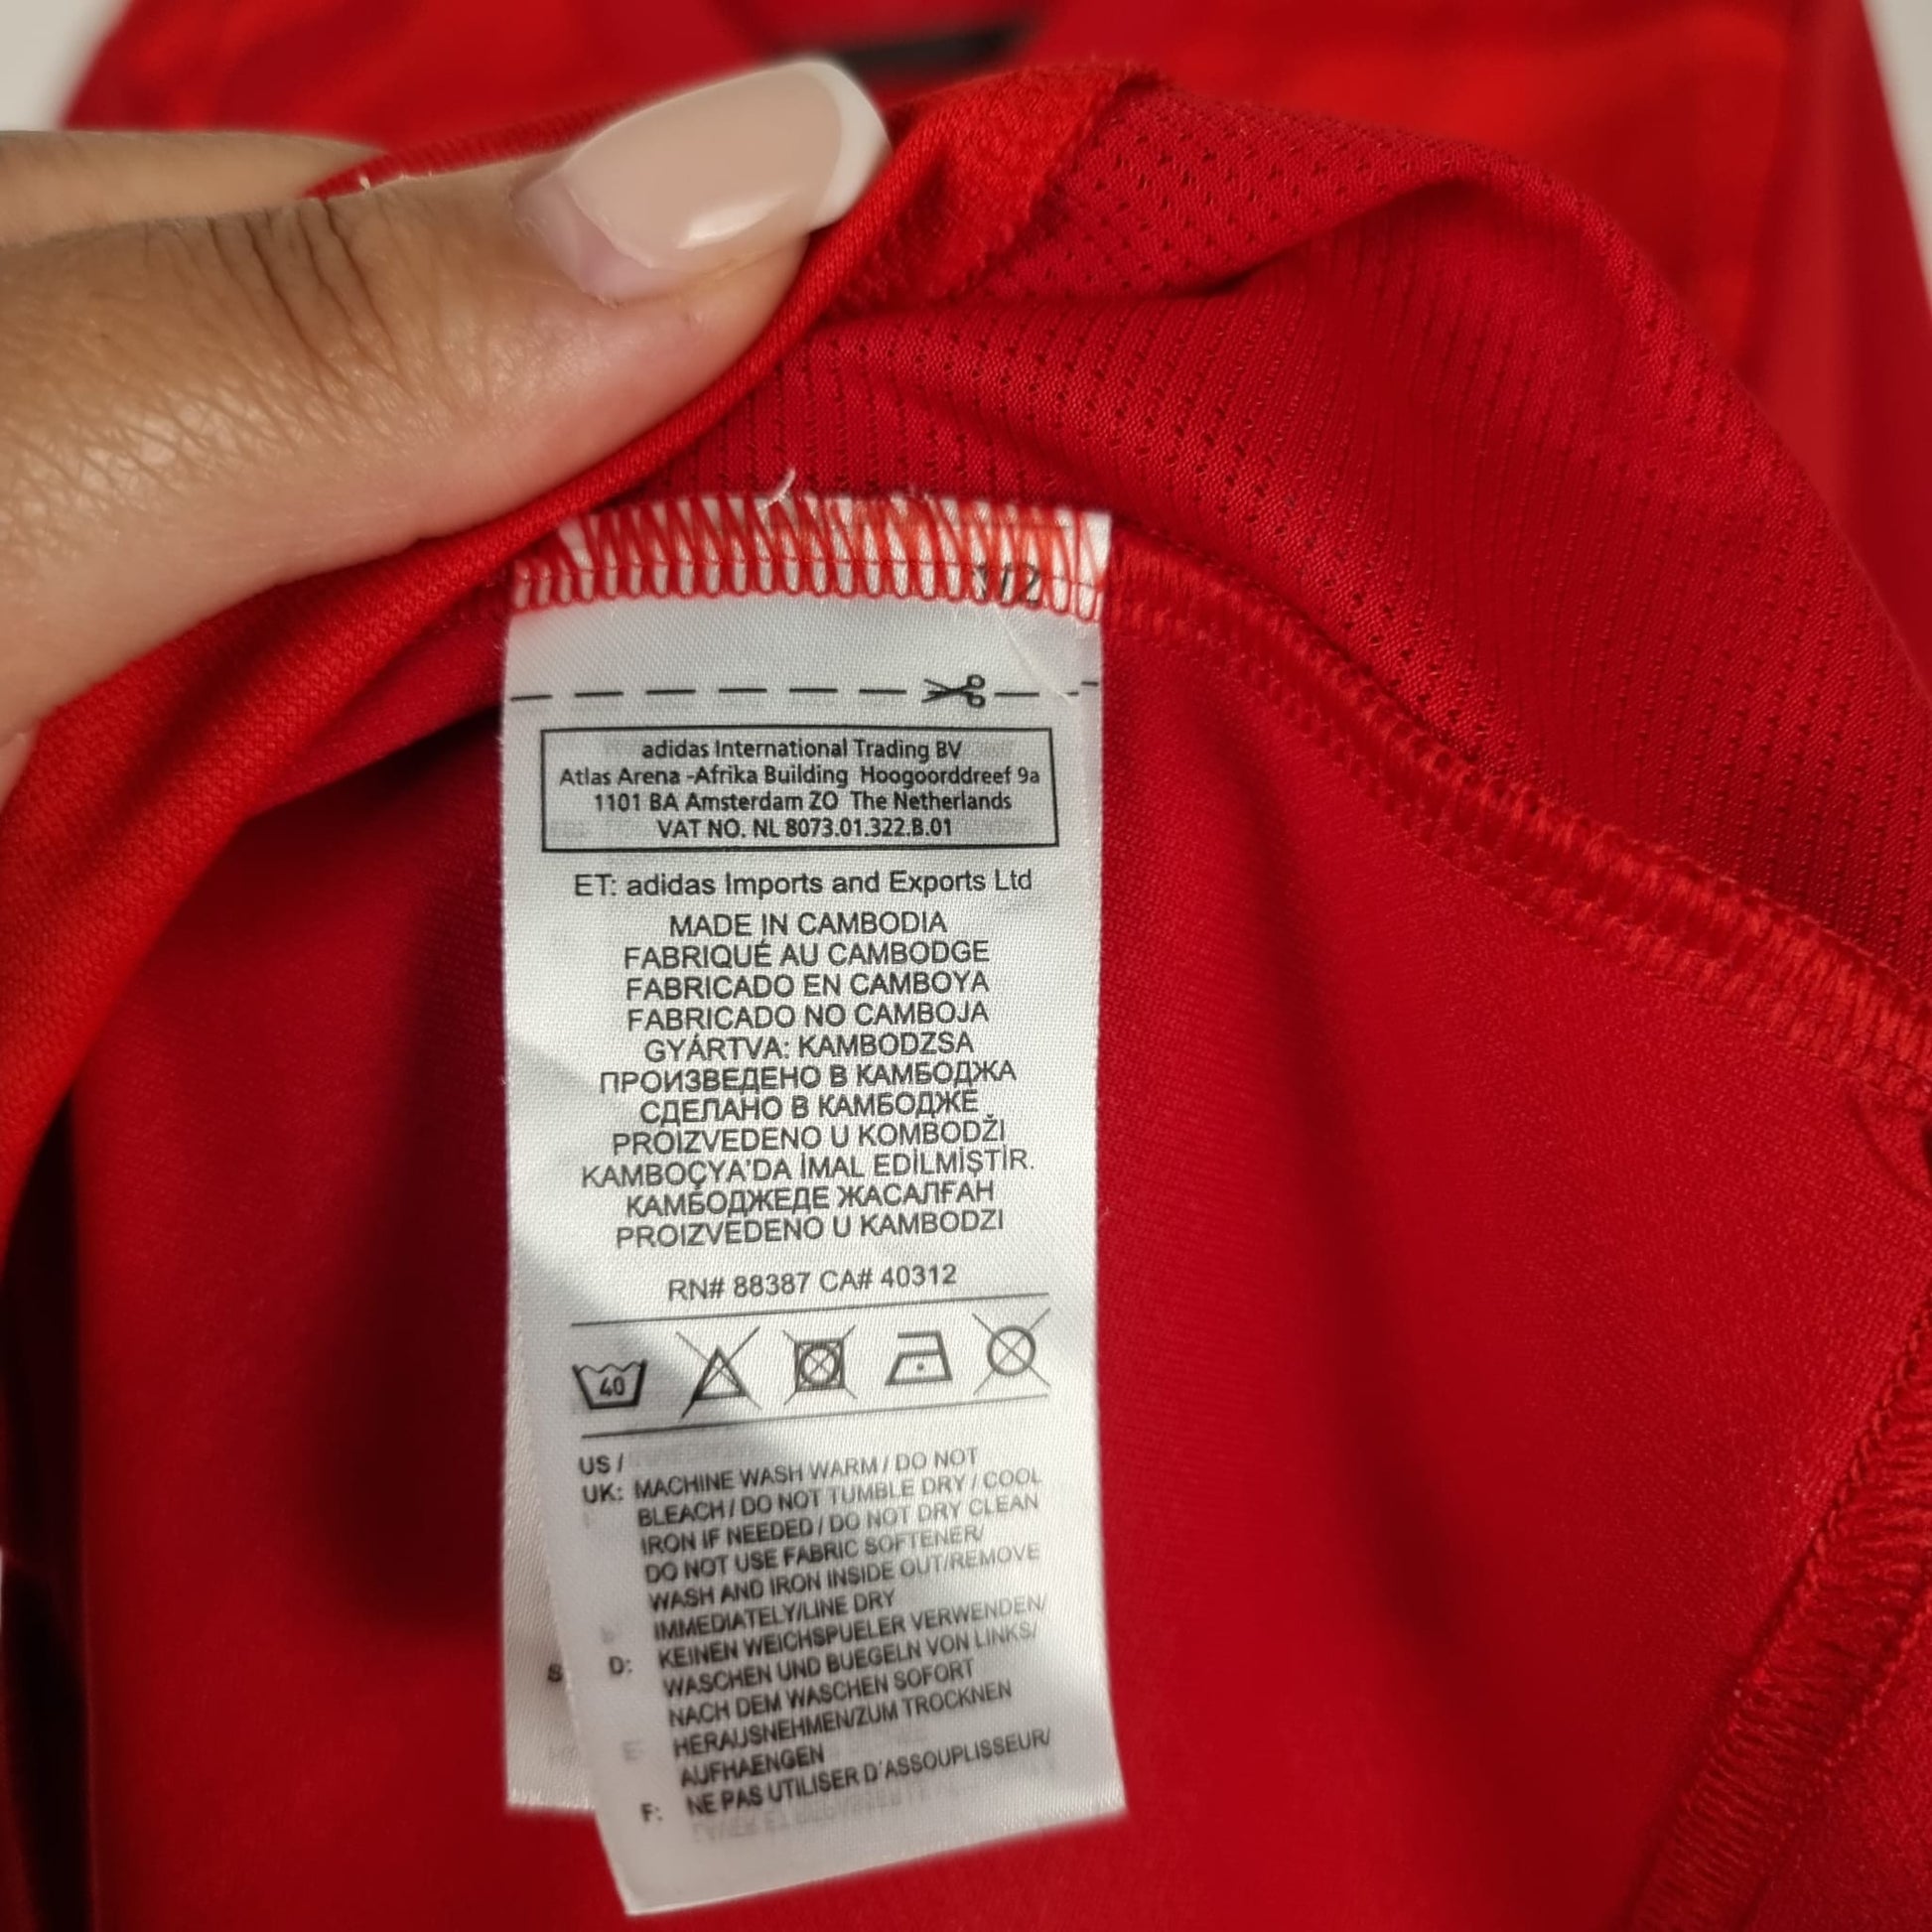 1/2
adidas International Trading BV
Atlas Arena -Afrika Building Hoogoorddreef 9a
1101 BA Amsterdam ZO The Netherlands
VAT NO. NL 8073.01.322.B.01
ET: adidas Imports and Exports Ltd
MADE IN CAMBODIA
FABRIQUÉ AU CAMBODGE
FABRICADO EN CAMBOYA
FABRICADO NO CAMBOJA
GYÁRTVA: KAMBODZSA
ПРОИЗВЕДЕНО В КАМБОДЖА
СДЕЛАНО В КАМБОДЖЕ
PROIZVEDENO U KOMBODŽI
KAMBOÇYA'DA İMAL EDİLMİŞTİR.
КАМБОДЖЕДЕ ЖАСАЛҒАН
PROIZVEDENO U KAMBODZI
RN# 88387 CA# 40312
40
US /
UK: MACHINE WASH WARM / DO NOT
BLEACH / DO NOT TUMBLE DRY / COOL
IRON IF NEEDED / DO NOT DRY CLEAN
DO NOT USE FABRIC SOFTENER/
WASH AND IRON INSIDE OUT/REMOVE
IMMEDIATELY/LINE DRY
D: KEINEN WEICHSPUELER VERWENDEN/
WASCHEN UND BUEGELN VON LINKS/
NACH DEM WASCHEN SOFORT
HERAUSNEHMEN/ZUM TROCKNEN
AUFHAENGEN
F: NE PAS UTILISER D'ASSOUPLISSEUR/